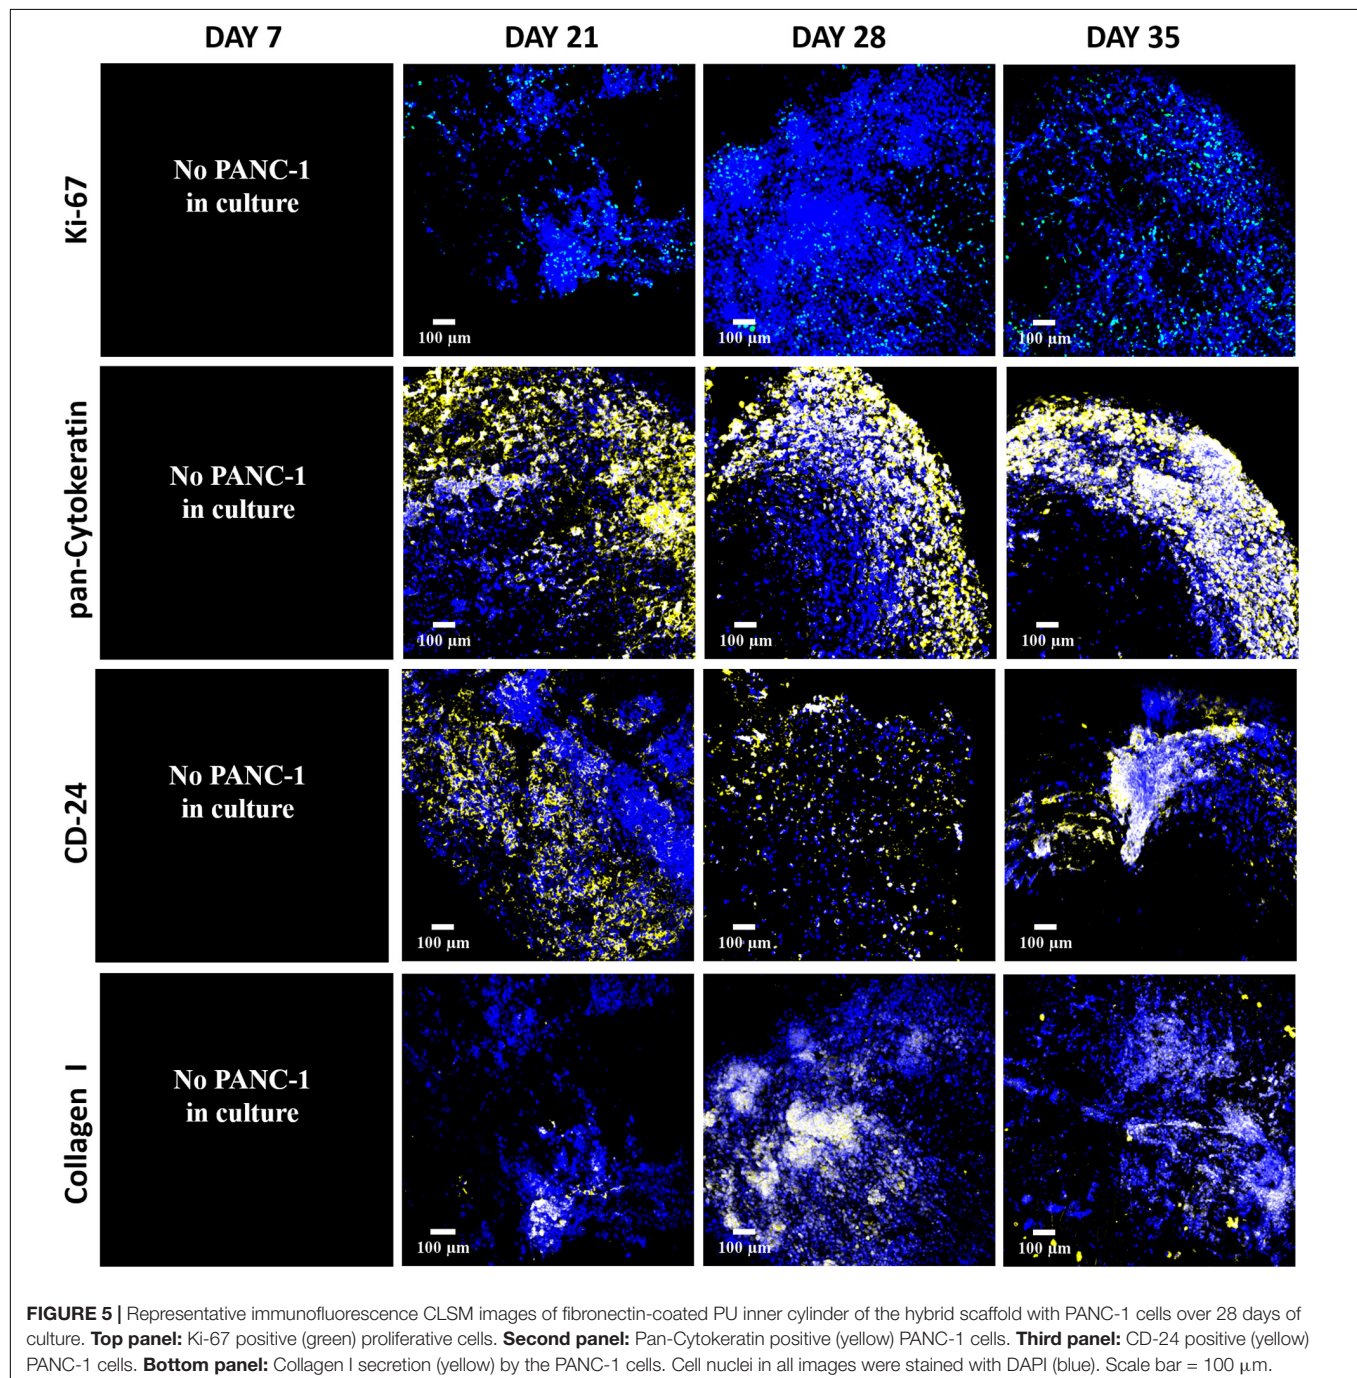 DAY 7 DAY 21 DAY 28 DAY 35
Ki-67
No PANC-1
in culture
100 µm 100 µm 100 µm
pan-Cytokeratin
No PANC-1
in culture
100 µm 100 µm 100 µm
CD-24
No PANC-1
in culture
100 µm 100 µm 100 µm
Collagen I
No PANC-1
in culture
100 µm 100 µm 100 µm
FIGURE 5 | Representative immunofluorescence CLSM images of fibronectin-coated PU inner cylinder of the hybrid scaffold with PANC-1 cells over 28 days of
culture. Top panel: Ki-67 positive (green) proliferative cells. Second panel: Pan-Cytokeratin positive (yellow) PANC-1 cells. Third panel: CD-24 positive (yellow)
PANC-1 cells. Bottom panel: Collagen I secretion (yellow) by the PANC-1 cells. Cell nuclei in all images were stained with DAPI (blue). Scale bar = 100 µm.